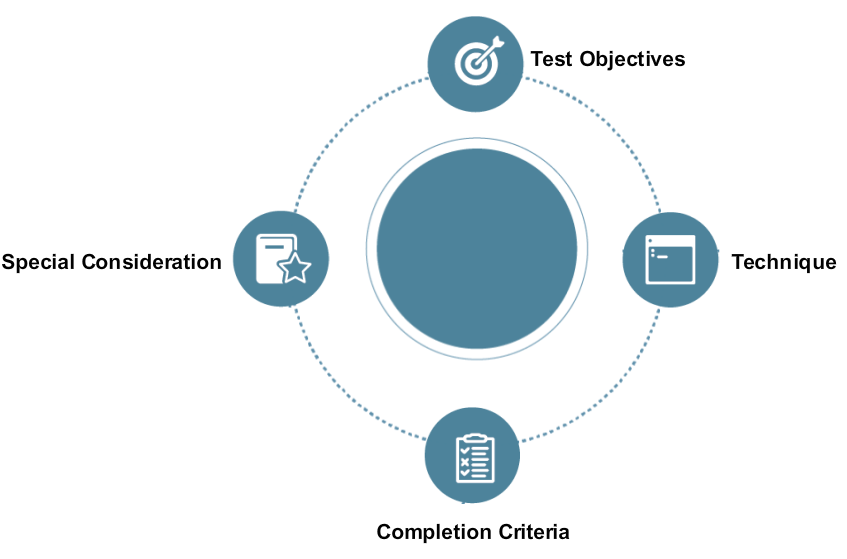 Test Objectives
Special Consideration
Technique
Completion Criteria